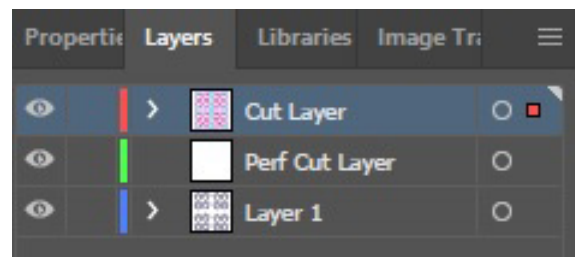 Propertie Layers Libraries Image Tra
Cut Layer
Perf Cut Layer
Layer 1